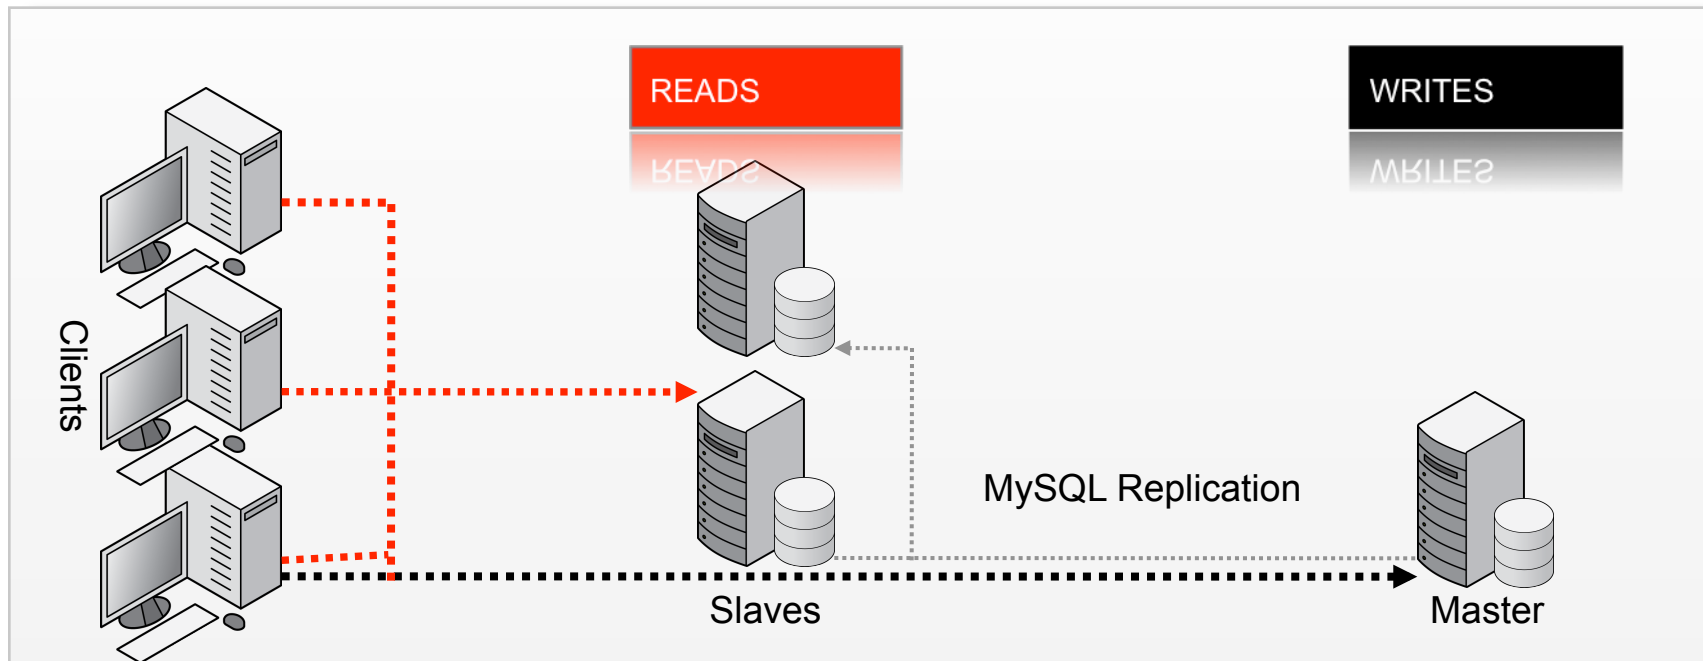 READS
WRITES
Clients
MySQL Replication
Slaves
Master